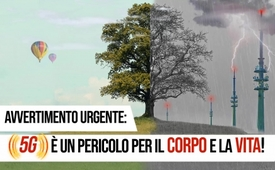 AVVERTIMENTO URGENTE:
5G È UN PERICOLO PER IL CORPO E LA VITA!